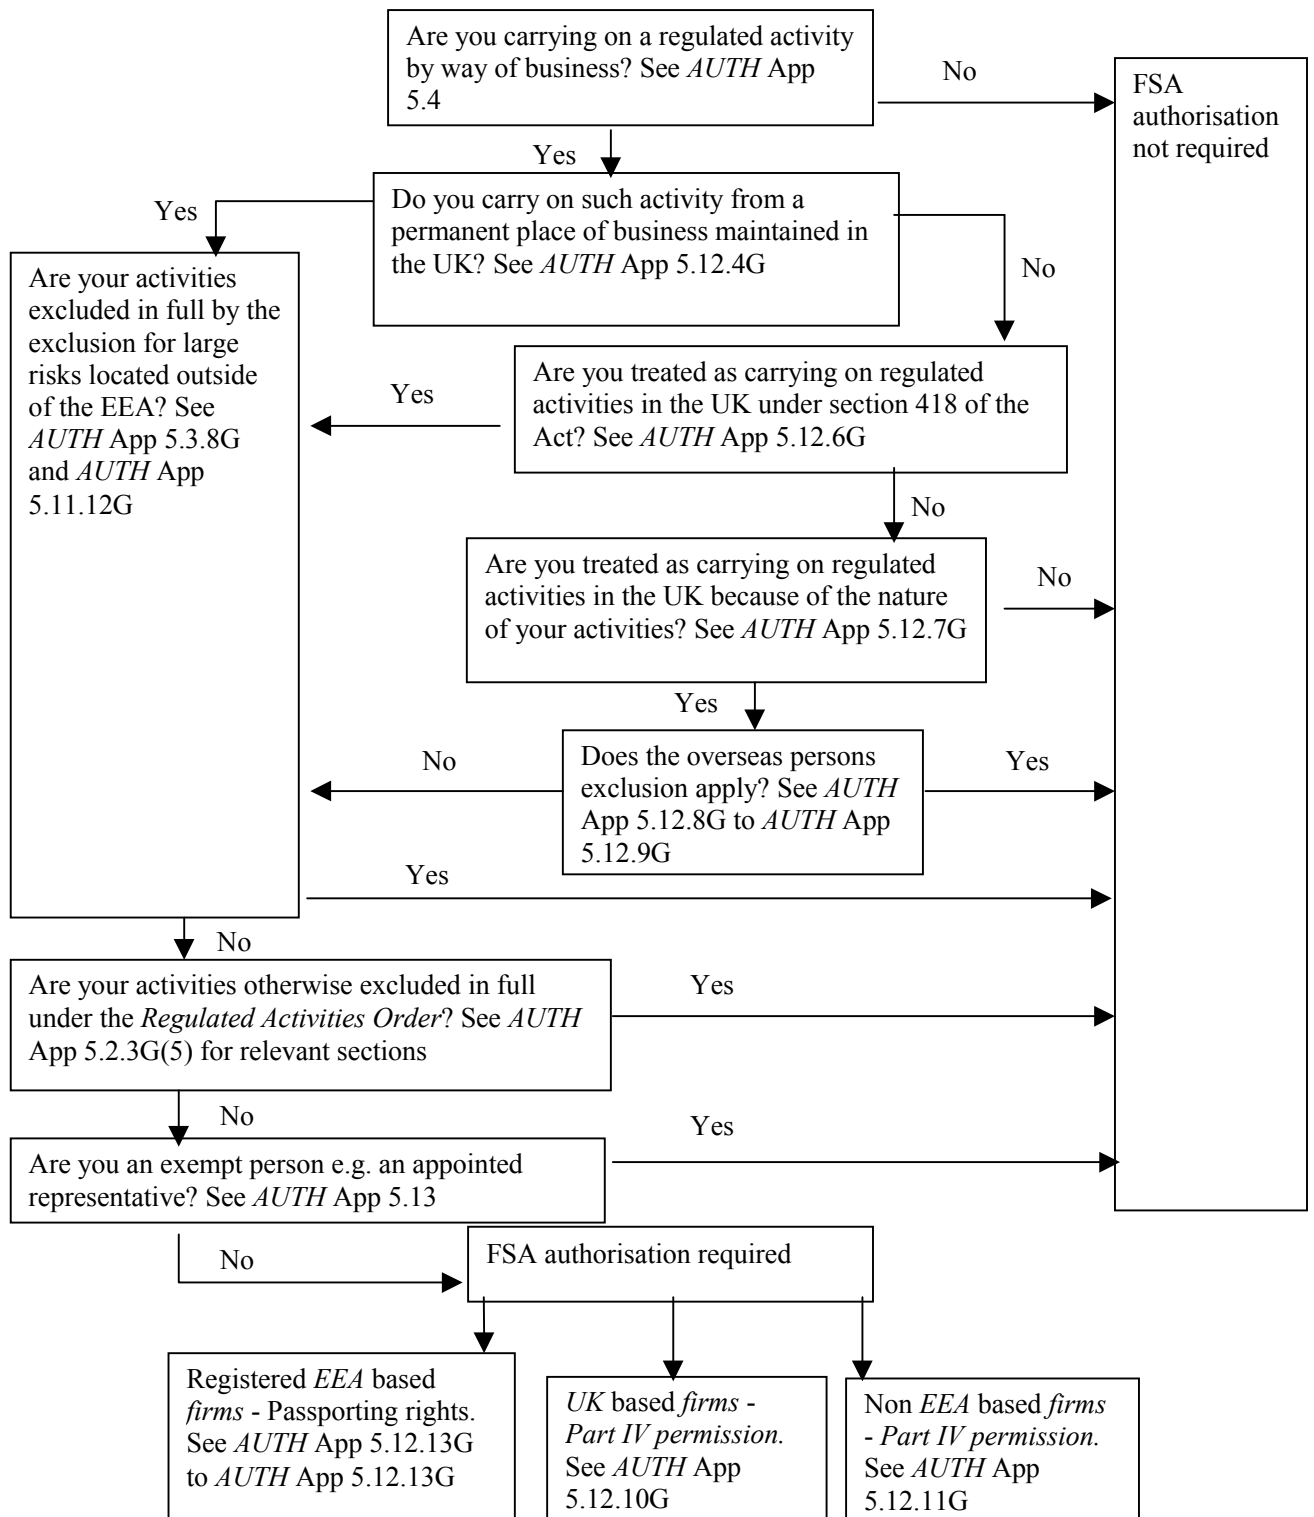 Are you carrying on a regulated activity
by way of business? See AUTH App
5.4
No
FSA
authorisation
not required
Yes
Do you carry on such activity from a
permanent place of business maintained in
the UK? See AUTH App 5.12.4G
Yes
No
Are your activities
excluded in full by the
exclusion for large
risks located outside
of the EEA? See
AUTH App 5.3.8G
and AUTH App
5.11.12G
Are you treated as carrying on regulated
activities in the UK under section 418 of the
Act? See AUTH App 5.12.6G
Yes
No
Are you treated as carrying on regulated
activities in the UK because of the nature
of your activities? See AUTH App 5.12.7G
No
Yes
Does the overseas persons
exclusion apply? See AUTH
App 5.12.8G to AUTH App
5.12.9G
No
Yes
Yes
No
Are your activities otherwise excluded in full
under the Regulated Activities Order? See AUTH
App 5.2.3G(5) for relevant sections
Yes
No
Are you an exempt person e.g. an appointed
representative? See AUTH App 5.13
Yes
No
FSA authorisation required
Registered EEA based
firms - Passporting rights.
See AUTH App 5.12.13G
to AUTH App 5.12.13G
UK based firms -
Part IV permission.
See AUTH App
5.12.10G
Non EEA based firms
- Part IV permission.
See AUTH App
5.12.11G